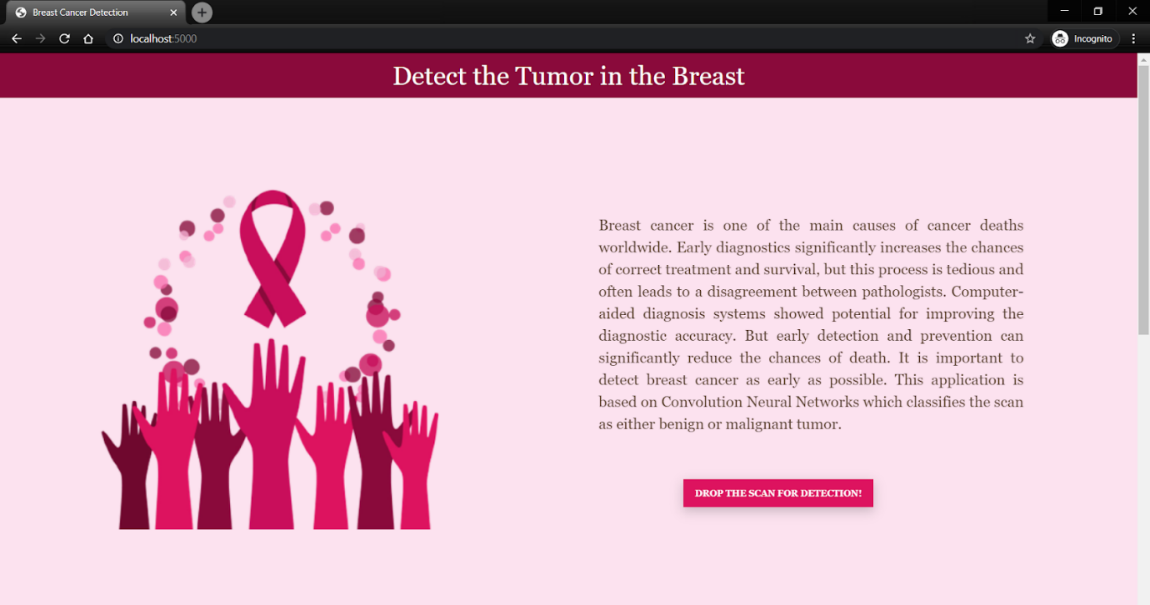 Breast Cancer Detection
localhost:5000
Incognito
Detect the Tumor in the Breast
Breast cancer is one of the main causes of cancer deaths
worldwide. Early diagnostics significantly increases the chances
of correct treatment and survival, but this process is tedious and
often leads to a disagreement between pathologists. Computer-
aided diagnosis systems showed potential for improving the
diagnostic accuracy. But early detection and prevention can
significantly reduce the chances of death. It is important to
detect breast cancer as early as possible. This application is
based on Convolution Neural Networks which classifies the scan
as either benign or malignant tumor.
DROP THE SCAN FOR DETECTION!